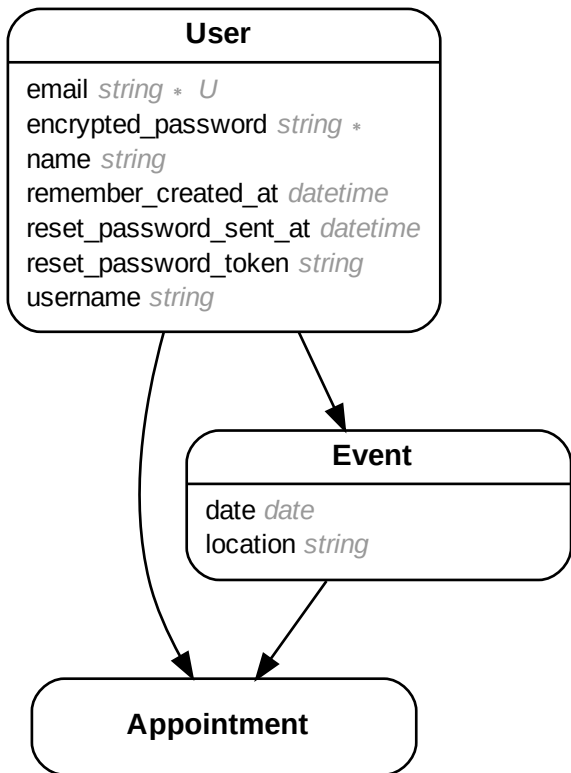 User
email string * U
encrypted_password string *
name string
remember_created_at datetime
reset_password_sent_at datetime
reset_password_token string
username string
Event
date date
location string
Appointment